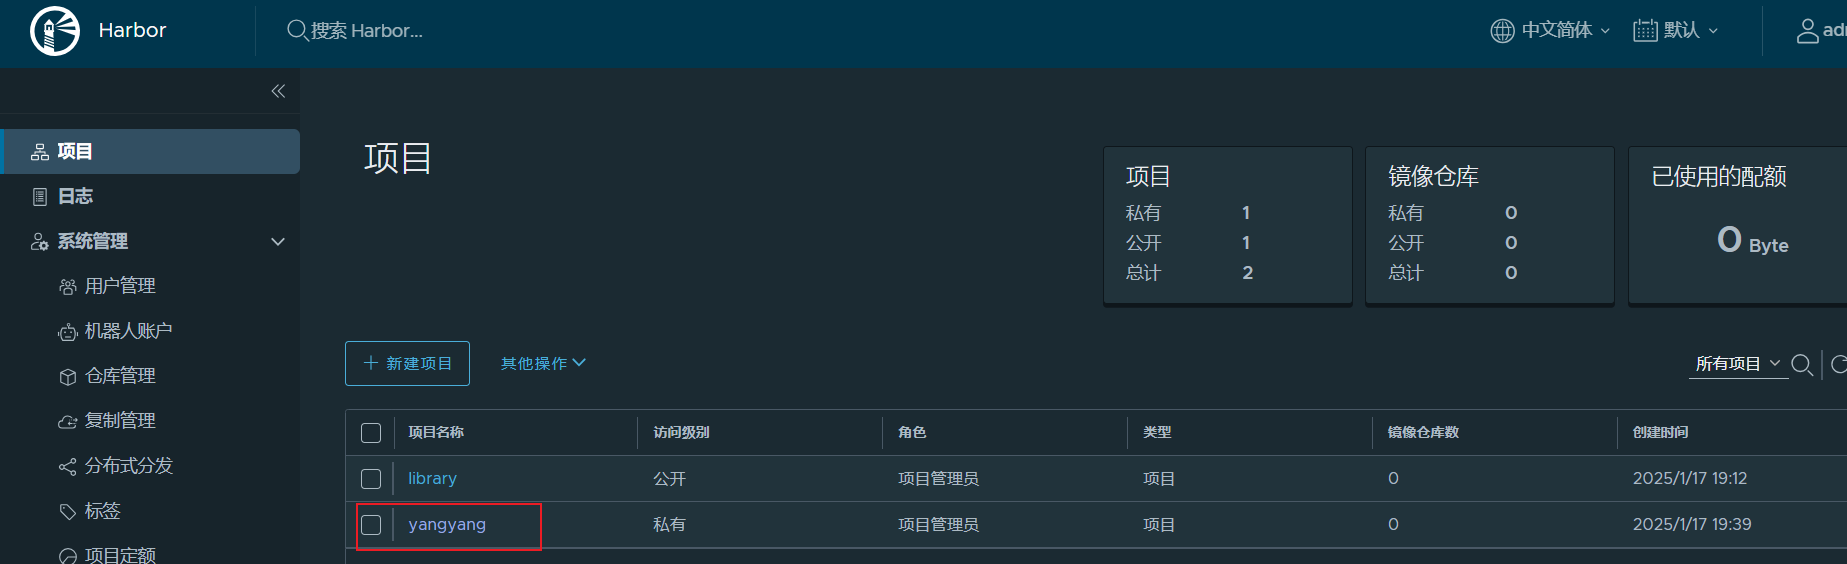 Harbor
搜索 Harbor...
中文简体
默认
项目
日志
系统管理
用户管理
机器人账户
仓库管理
复制管理
分布式分发
标签
项目定额
项目
项目
私有 1
公开 1
总计 2
镜像仓库
私有 0
公开 0
总计 0
已使用的配额
0 Byte
新建项目
其他操作
所有项目
项目名称 访问级别 角色 类型 镜像仓库数 创建时间
library 公开 项目管理员 项目 0 2025/1/17 19:12
yangyang 私有 项目管理员 项目 0 2025/1/17 19:39